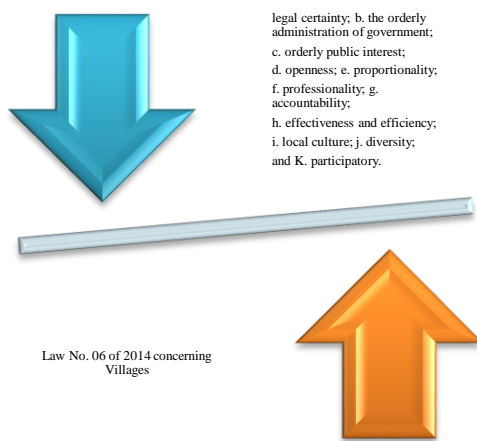 legal certainty; b. the orderly
administration of government;
c. orderly public interest;
d. openness; e. proportionality;
f. professionality; g.
accountability;
h. effectiveness and efficiency;
i. local culture; j. diversity;
and K. participatory.
Law No. 06 of 2014 concerning
Villages